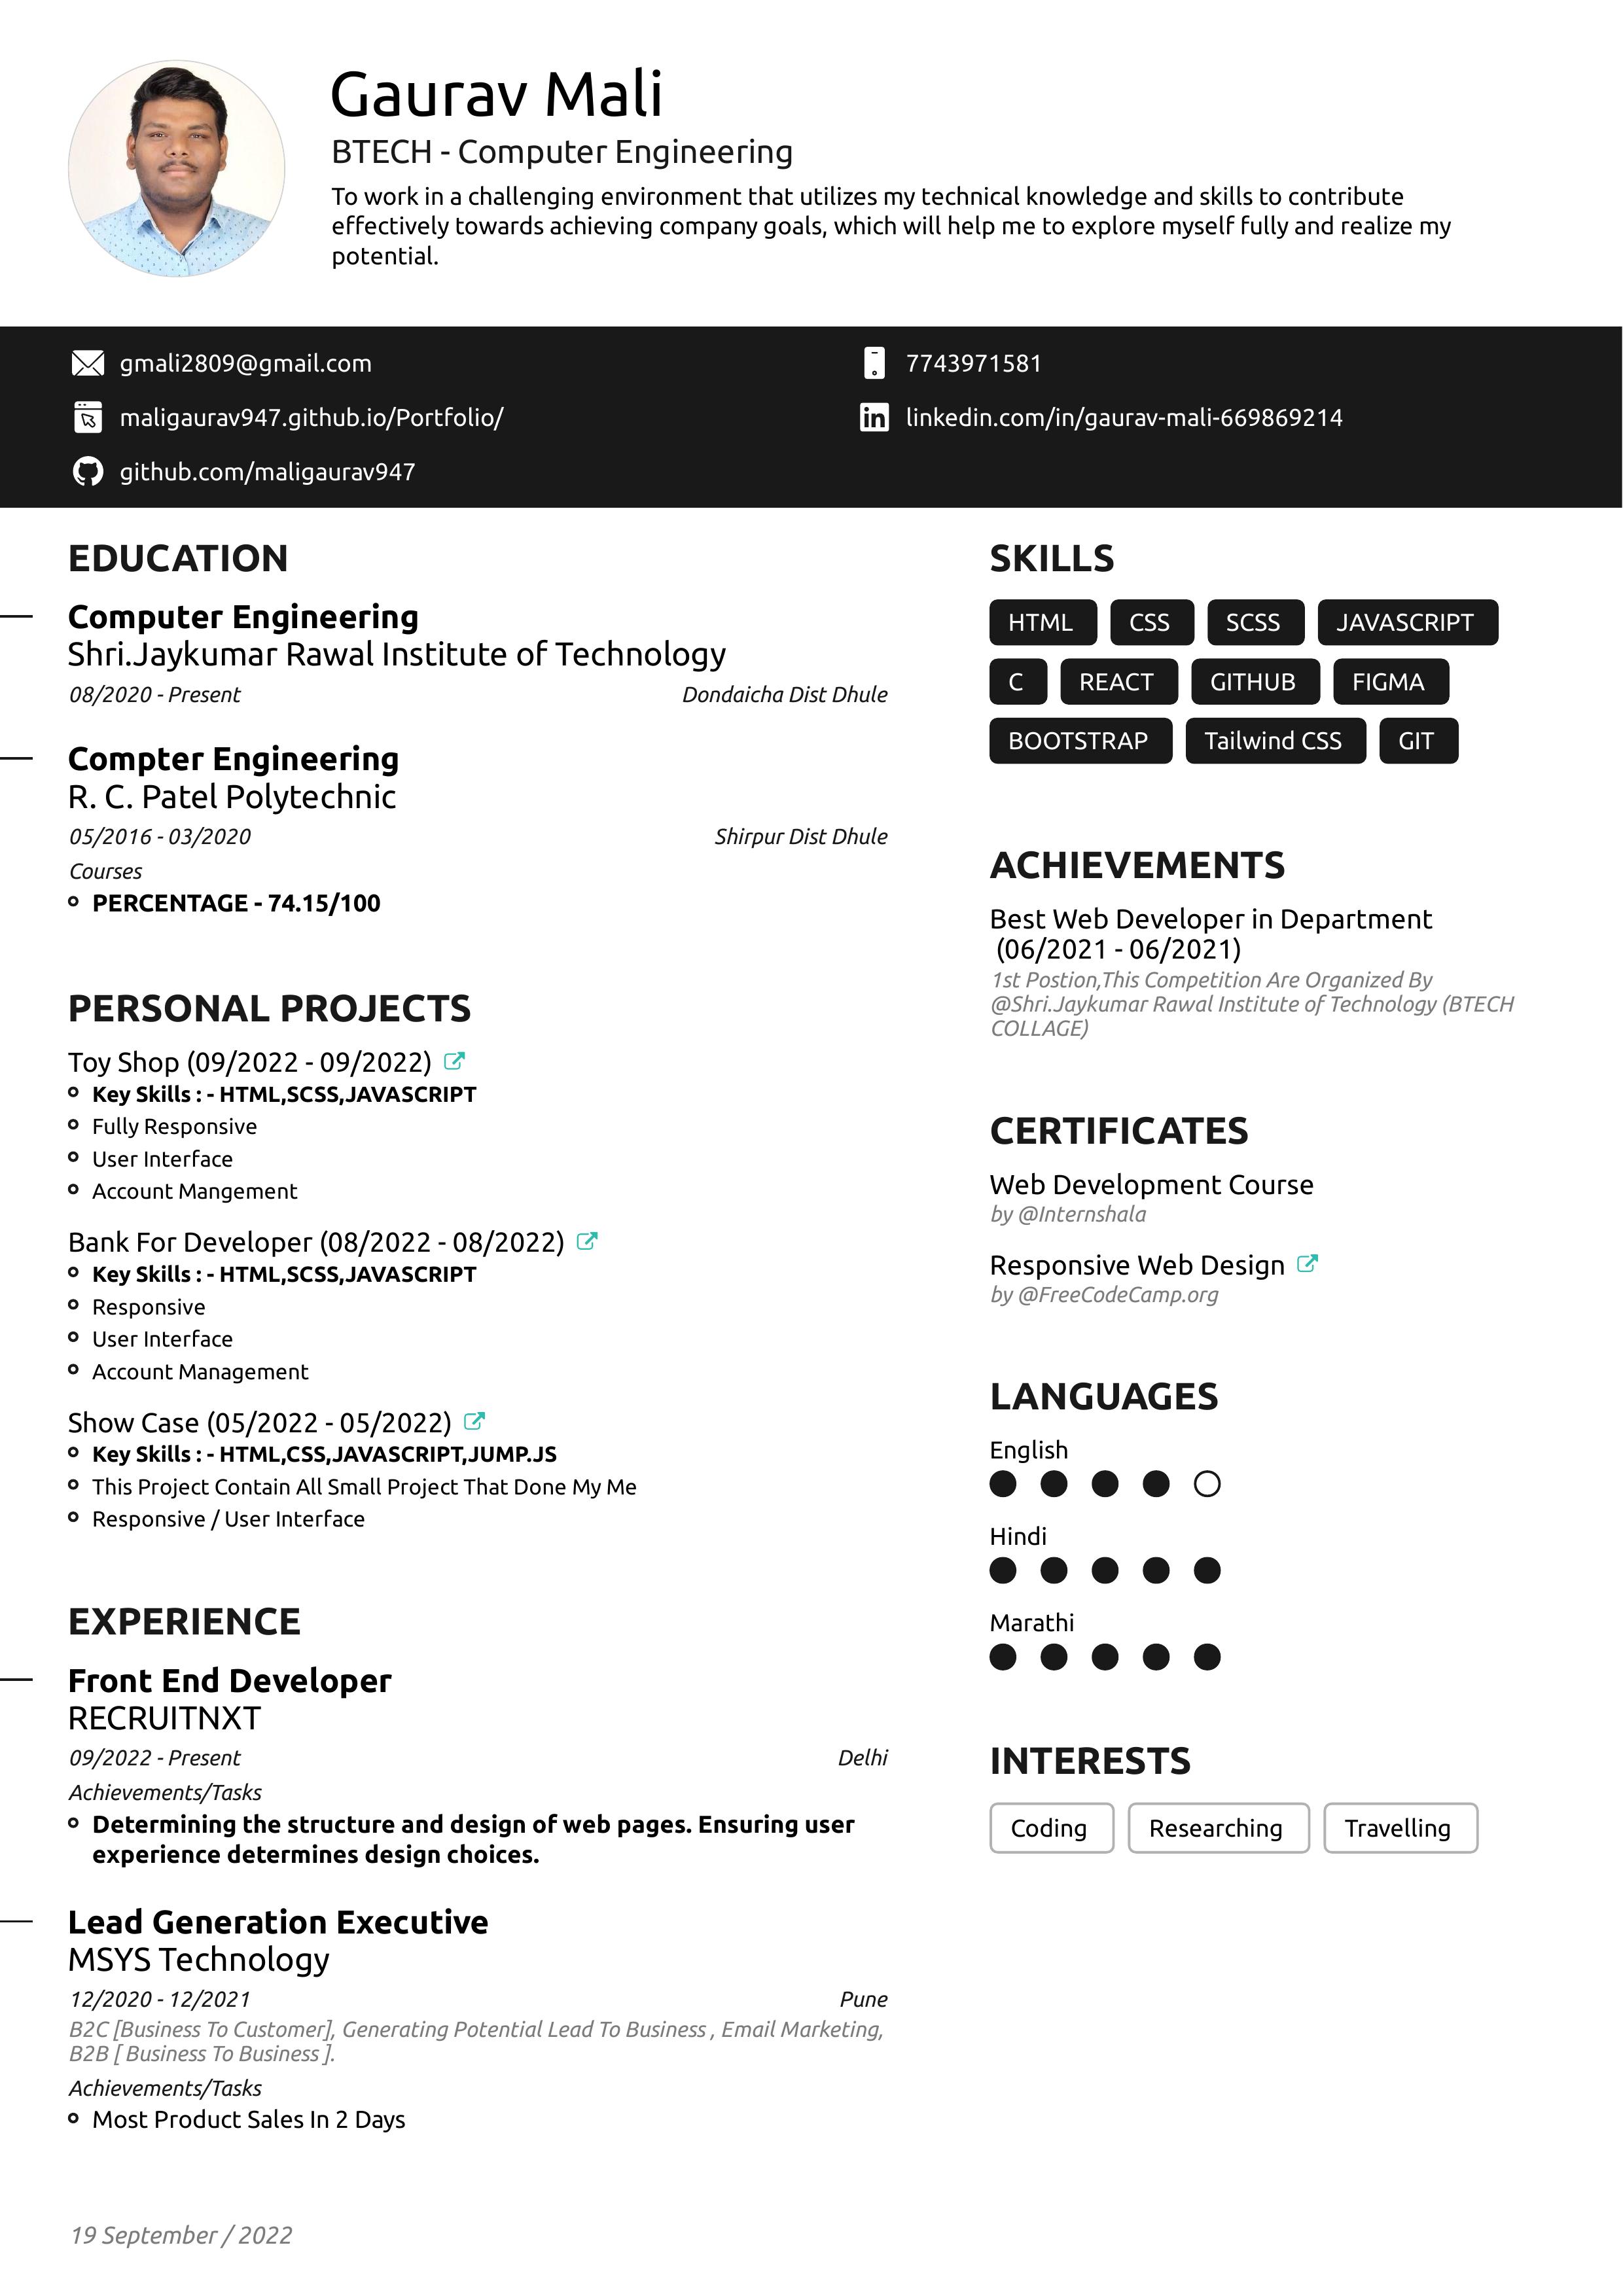 Gaurav Mali
BTECH - Computer Engineering
To work in a challenging environment that utilizes my technical knowledge and skills to contribute
effectively towards achieving company goals, which will help me to explore myself fully and realize my
potential.
gmali2809@gmail.com
7743971581
maligaurav947.github.io/Portfolio/
linkedin.com/in/gaurav-mali-669869214
github.com/maligaurav947
EDUCATION
Computer Engineering
Shri.Jaykumar Rawal Institute of Technology
08/2020 - Present
Dondaicha Dist Dhule
Compter Engineering
R. C. Patel Polytechnic
05/2016 - 03/2020
Shirpur Dist Dhule
Courses
PERCENTAGE - 74.15/100
PERSONAL PROJECTS
Toy Shop (09/2022 - 09/2022)
Key Skills : - HTML,SCSS,JAVASCRIPT
Fully Responsive
User Interface
Account Mangement
Bank For Developer (08/2022 - 08/2022)
Key Skills : - HTML,SCSS,JAVASCRIPT
Responsive
User Interface
Account Management
Show Case (05/2022 - 05/2022)
Key Skills : - HTML,CSS,JAVASCRIPT,JUMP.JS
This Project Contain All Small Project That Done My Me
Responsive / User Interface
EXPERIENCE
Front End Developer
RECRUITNXT
09/2022 - Present
Delhi
Achievements/Tasks
Determining the structure and design of web pages. Ensuring user
experience determines design choices.
Lead Generation Executive
MSYS Technology
12/2020 - 12/2021
Pune
B2C [Business To Customer], Generating Potential Lead To Business , Email Marketing,
B2B [ Business To Business ].
Achievements/Tasks
Most Product Sales In 2 Days
SKILLS
HTML CSS SCSS JAVASCRIPT
C REACT GITHUB FIGMA
BOOTSTRAP Tailwind CSS GIT
ACHIEVEMENTS
Best Web Developer in Department
(06/2021 - 06/2021)
1st Postion,This Competition Are Organized By
@Shri.Jaykumar Rawal Institute of Technology (BTECH
COLLAGE)
CERTIFICATES
Web Development Course
by @Internshala
Responsive Web Design
by @FreeCodeCamp.org
LANGUAGES
English
Hindi
Marathi
INTERESTS
Coding Researching Travelling
19 September / 2022